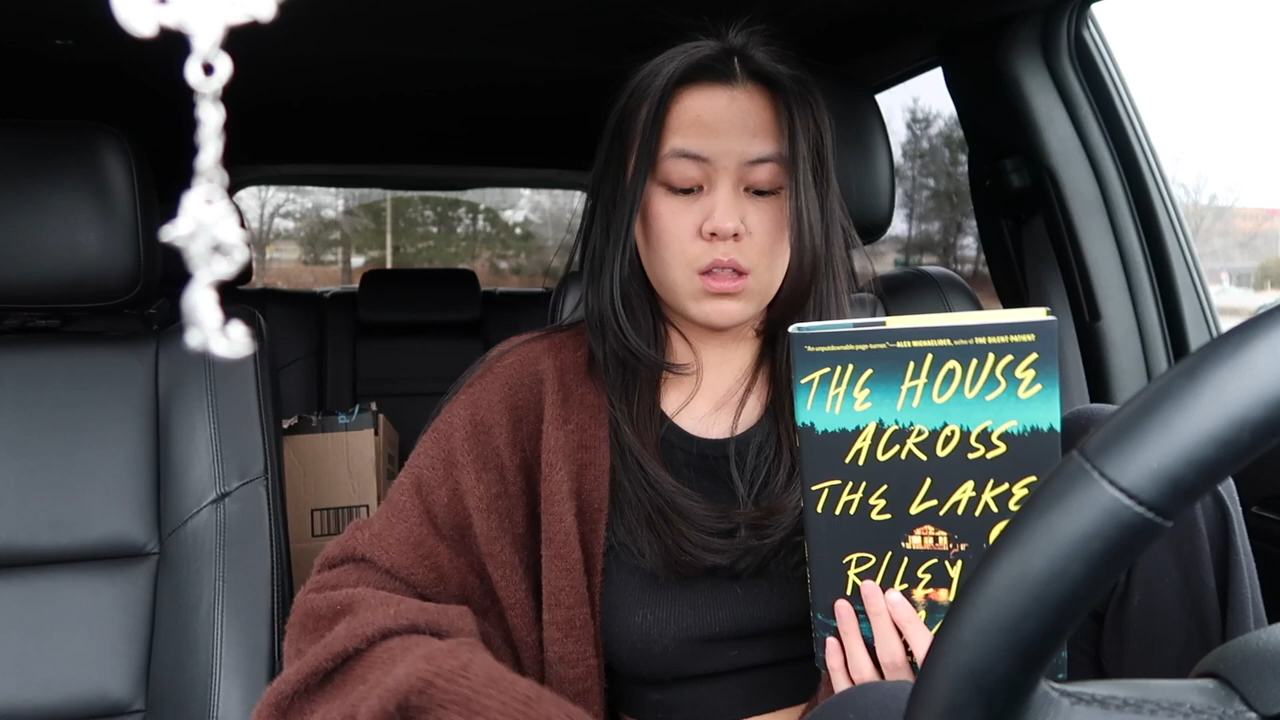 "An unputdownable page-turner."—ALEX MICHAELIDES, author of THE SILENT PATIENT
THE HOUSE
ACROSS
THE LAKE
RILEY